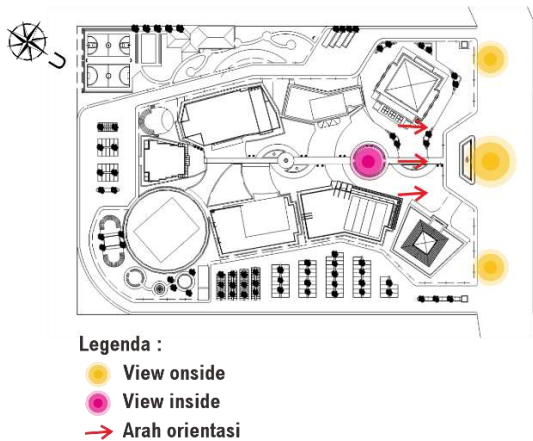 U
Legenda :
View onside
View inside
Arah orientasi